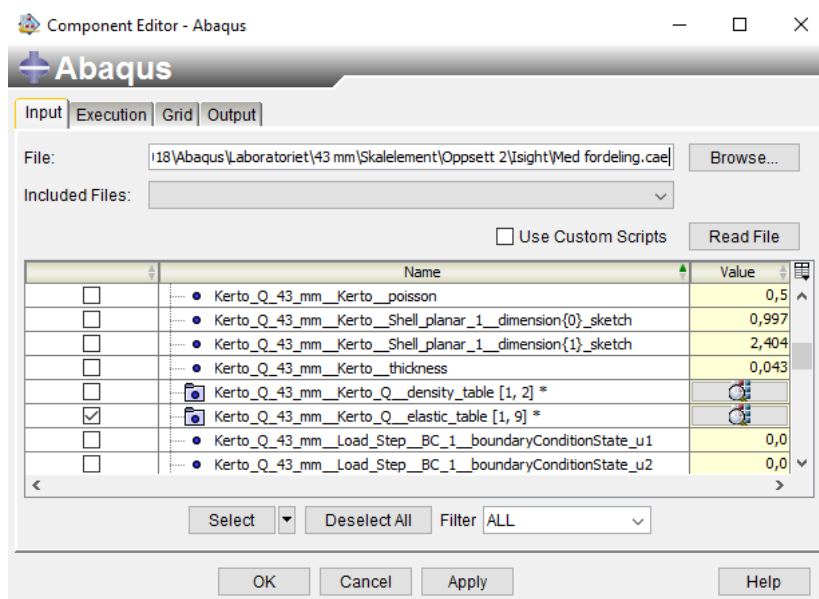 Component Editor - Abaqus
Abaqus
Input Execution Grid Output
File: 18\Abaqus\Laboratoriet\43 mm\Skalelement\Oppsett 2\Isight\Med fordeling.cae Browse...
Included Files:
Use Custom Scripts Read File
Name Value
Kerto_Q_43_mm__Kerto__poisson 0,5
Kerto_Q_43_mm__Kerto__Shell_planar_1__dimension{0}_sketch 0,997
Kerto_Q_43_mm__Kerto__Shell_planar_1__dimension{1}_sketch 2,404
Kerto_Q_43_mm__Kerto__thickness 0,043
Kerto_Q_43_mm__Kerto_Q__density_table [1, 2] *
Kerto_Q_43_mm__Kerto_Q__elastic_table [1, 9] *
Kerto_Q_43_mm__Load_Step__BC_1__boundaryConditionState_u1 0,0
Kerto_Q_43_mm__Load_Step__BC_1__boundaryConditionState_u2 0,0
Select Deselect All Filter ALL
OK Cancel Apply Help